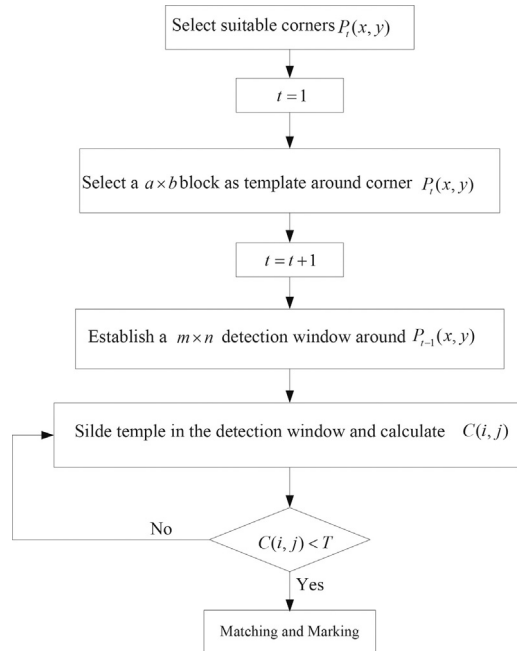 Select suitable corners P_t(x, y)
t = 1
Select a a×b block as template around corner P_t(x, y)
t = t+1
Establish a m×n detection window around P_{t−1}(x, y)
Silde temple in the detection window and calculate C(i, j)
No
C(i, j) < T
Yes
Matching and Marking